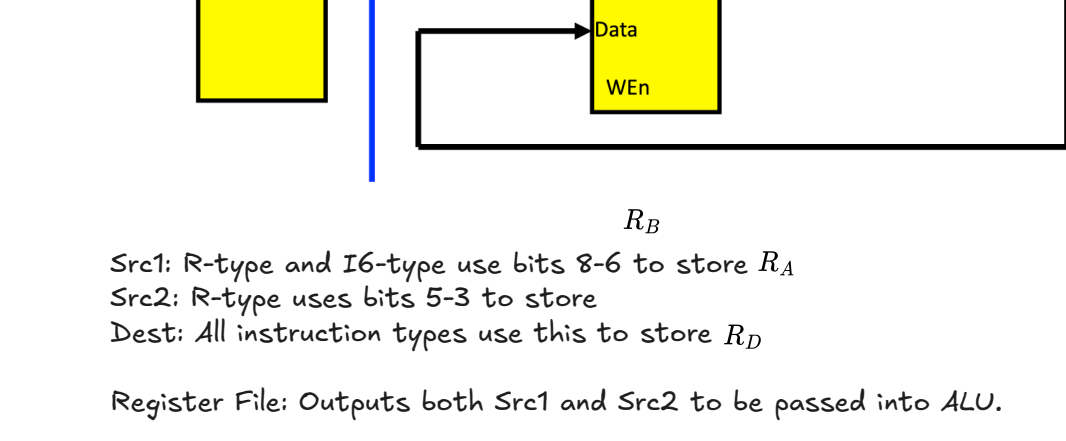 Data
WEn
R_B
Src1: R-type and I6-type use bits 8-6 to store R_A
Src2: R-type uses bits 5-3 to store
Dest: All instruction types use this to store R_D
Register File: Outputs both Src1 and Src2 to be passed into ALU.